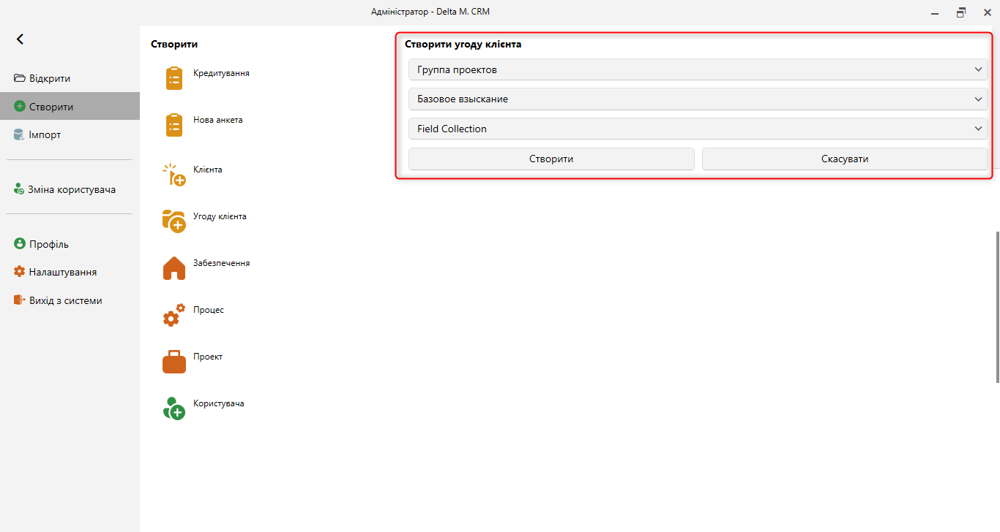 Адміністратор - Delta M. CRM
Відкрити
Створити
Імпорт
Зміна користувача
Профіль
Налаштування
Вихід з системи
Створити
Кредитування
Нова анкета
Клієнта
Угоду клієнта
Забезпечення
Процес
Проект
Користувача
Створити угоду клієнта
Группа проектов
Базовое взыскание
Field Collection
Створити Скасувати